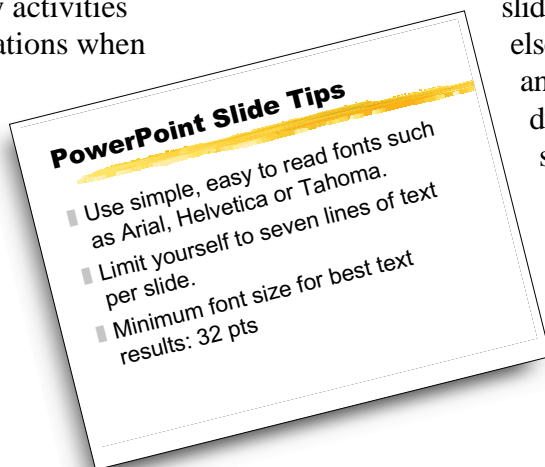 activities
ations when
PowerPoint Slide Tips
Use simple, easy to read fonts such
as Arial, Helvetica or Tahoma.
Limit yourself to seven lines of text
per slide.
Minimum font size for best text
results: 32 pts
slid
els
an
d
s